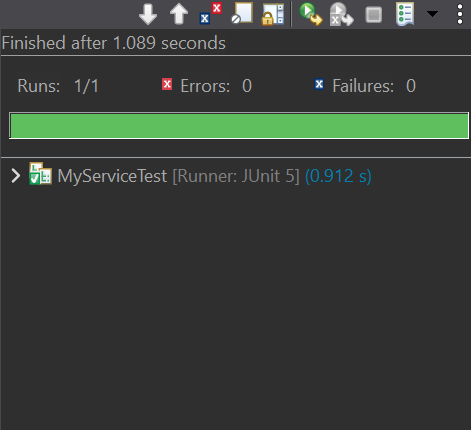 Finished after 1.089 seconds
Runs: 1/1 Errors: 0 Failures: 0
MyServiceTest [Runner: JUnit 5] (0.912 s)